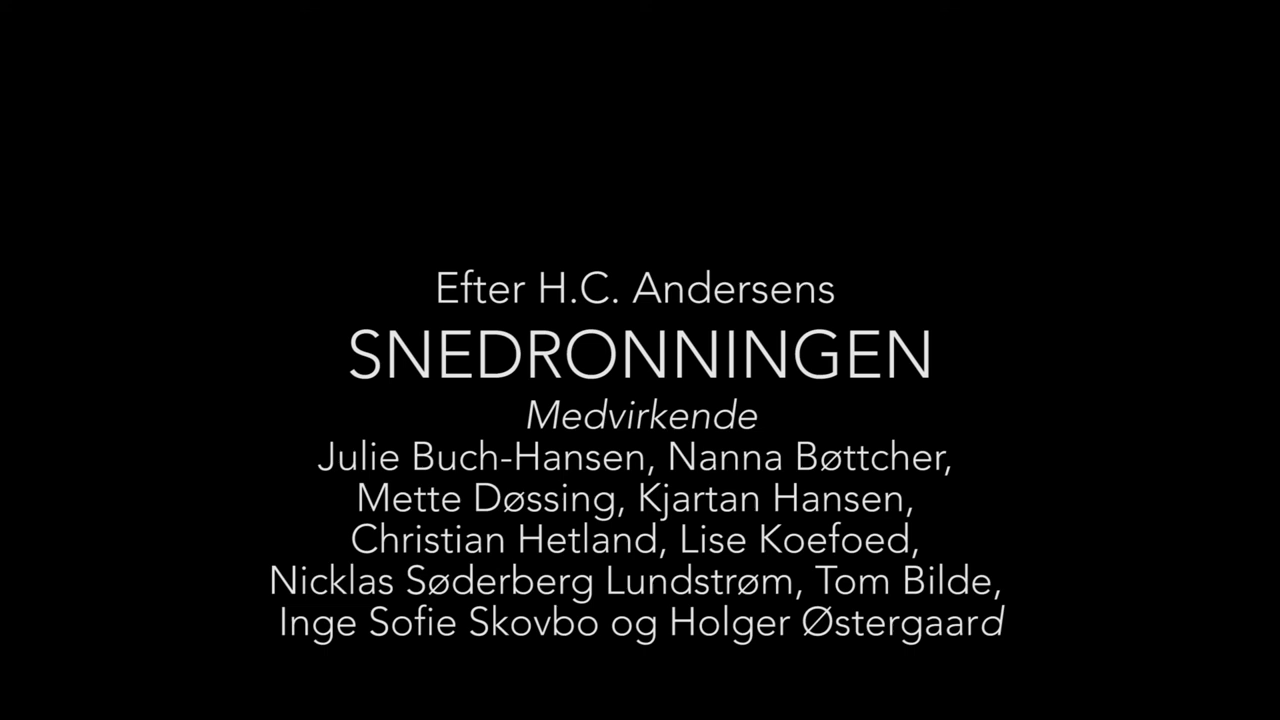 Efter H.C. Andersens
SNEDRONNINGEN
Medvirkende
Julie Buch-Hansen, Nanna Bøttcher,
Mette Døssing, Kjartan Hansen,
Christian Hetland, Lise Koefoed,
Nicklas Søderberg Lundstrøm, Tom Bilde,
Inge Sofie Skovbo og Holger Østergaard